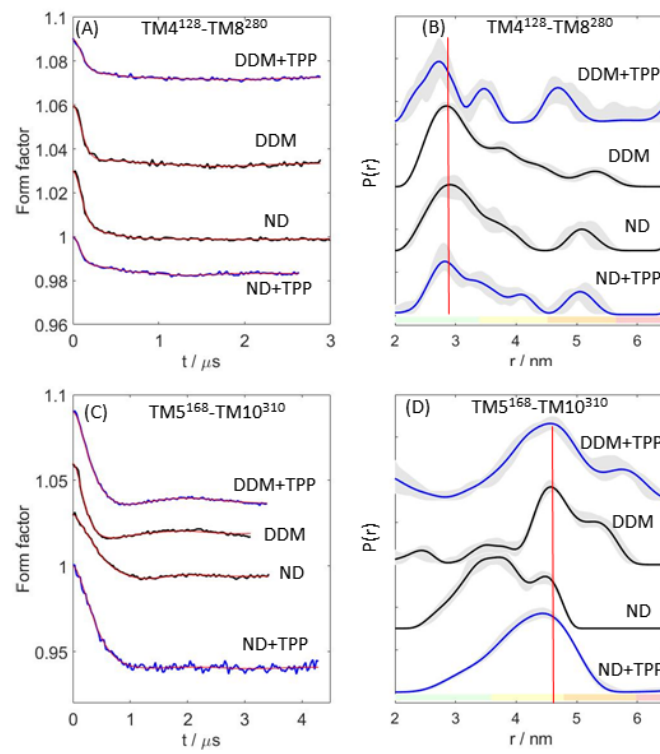 (A) TM4¹²⁸-TM8²⁸⁰
1.1
1.08
1.06
1.04
1.02
1
0.98
0.96
Form factor
DDM+TPP
DDM
ND
ND+TPP
0 1 2 3
t / μs
(B) TM4¹²⁸-TM8²⁸⁰
P(r)
DDM+TPP
DDM
ND
ND+TPP
2 3 4 5 6
r / nm
(C) TM5¹⁶⁸-TM10³¹⁰
1.1
1.05
1
0.95
Form factor
DDM+TPP
DDM
ND
ND+TPP
0 1 2 3 4
t / μs
(D) TM5¹⁶⁸-TM10³¹⁰
P(r)
DDM+TPP
DDM
ND
ND+TPP
2 3 4 5 6
r / nm